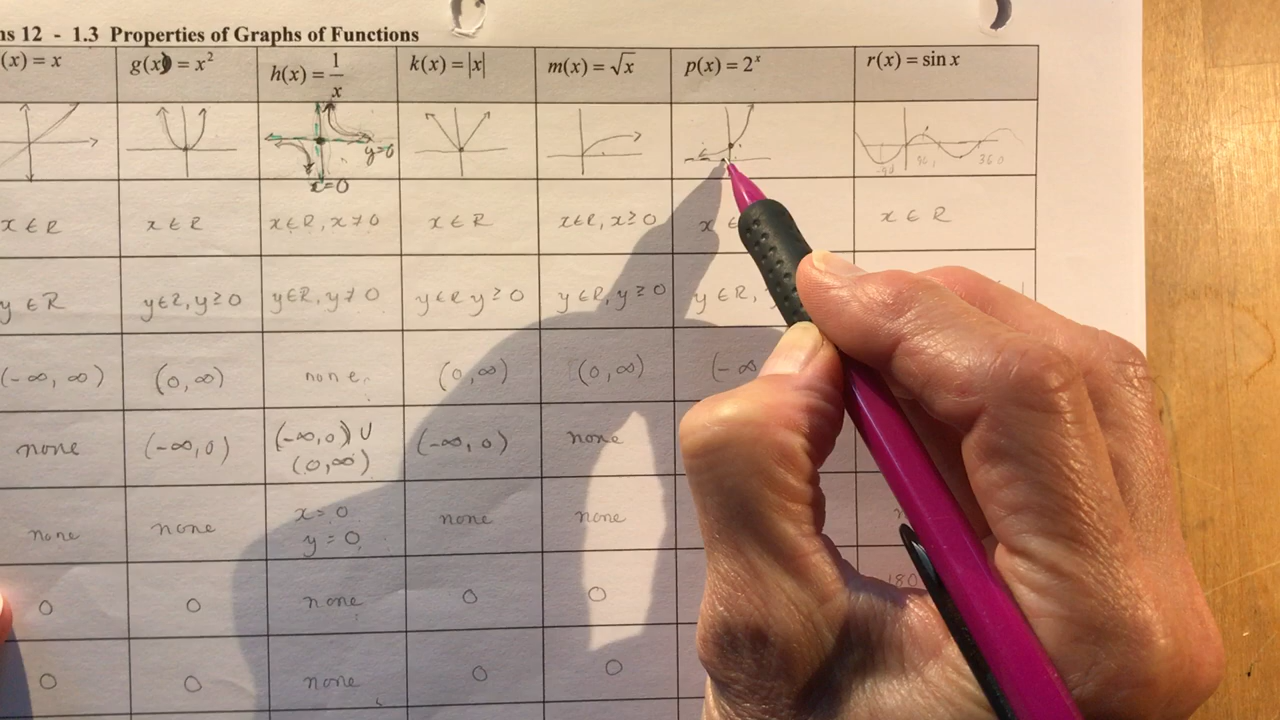 ns 12 - 1.3 Properties of Graphs of Functions
(x) = x g(x) = x² h(x) = 1/x k(x) = |x| m(x) = √x p(x) = 2ˣ r(x) = sin x
y=0
x=0
90 360
x ∈ R x ∈ R x ∈ R, x ≠ 0 x ∈ R x ∈ R, x ≥ 0 x ∈ x ∈ R
y ∈ R y ∈ R, y ≥ 0 y ∈ R, y ≠ 0 y ∈ R y ≥ 0 y ∈ R, y ≥ 0 y ∈ R,
(-∞, ∞) (0, ∞) none (0, ∞) (0, ∞) (-∞
none (-∞, 0) (-∞, 0) ∪ (-∞, 0) none
(0, ∞)
none none x = 0 none none
y = 0
0 0 none 0 0 180
0 0 none 0 0